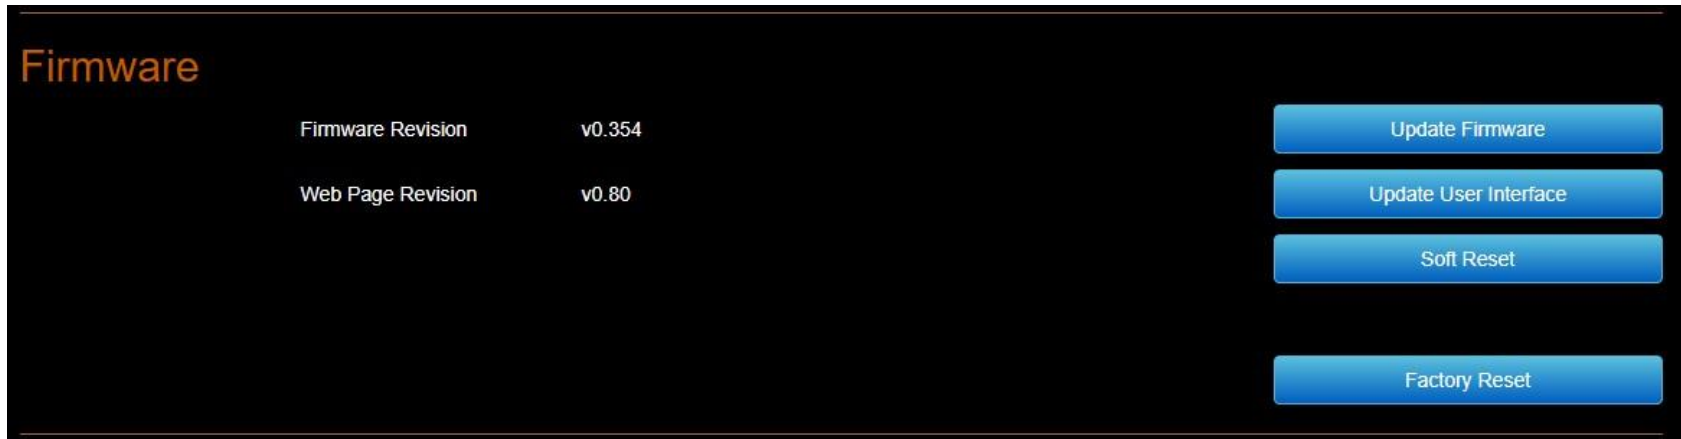 Firmware
Firmware Revision v0.354 Update Firmware
Web Page Revision v0.80 Update User Interface
Soft Reset
Factory Reset